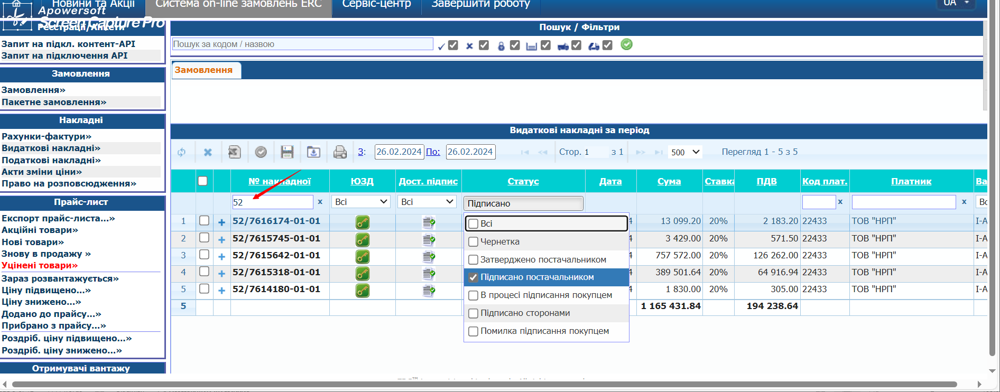 Новини та Акції
Система on-line замовлень ERC
Сервіс-центр
Завершити роботу
UA
Apowersoft
Screen Capture Pro
Реєстрації/Анкети
Запит на підкл. контент-API
Запит на підключення API
Замовлення
Замовлення»
Пакетне замовлення»
Накладні
Рахунки-фактури»
Видаткові накладні»
Податкові накладні»
Акти зміни ціни»
Право на розповсюдження»
Прайс-лист
Експорт прайс-листа...»
Акційні товари»
Нові товари»
Знову в продажу »
Уцінені товари»
Зараз розвантажується»
Ціну підвищено...»
Ціну знижено...»
Додано до прайсу...»
Прибрано з прайсу...»
Роздріб. ціну підвищено...»
Роздріб. ціну знижено...»
Отримувачі вантажу
Пошук / Фільтри
Пошук за кодом / назвою
Замовлення
Видаткові накладні за період
З: 26.02.2024 По: 26.02.2024 Стор. 1 з 1 500 Перегляд 1 - 5 з 5
№ накладної ЮЗД Дост. підпис Статус Дата Сума Ставка ПДВ Код плат. Платник Ва
52 x Всі Всі Підписано x x Вс
1 52/7616174-01-01 4 13 099.20 20% 2 183.20 22433 ТОВ "НРП" І-А
2 52/7615745-01-01 4 3 429.00 20% 571.50 22433 ТОВ "НРП" І-А
3 52/7615642-01-01 4 757 572.00 20% 126 262.00 22433 ТОВ "НРП" І-А
4 52/7615318-01-01 4 389 501.64 20% 64 916.94 22433 ТОВ "НРП" І-А
5 52/7614180-01-01 4 1 830.00 20% 305.00 22433 ТОВ "НРП" І-А
5 1 165 431.84 194 238.64
Всі
Чернетка
Затверджено постачальником
Підписано постачальником
В процесі підписання покупцем
Підписано сторонами
Помилка підписання покупцем